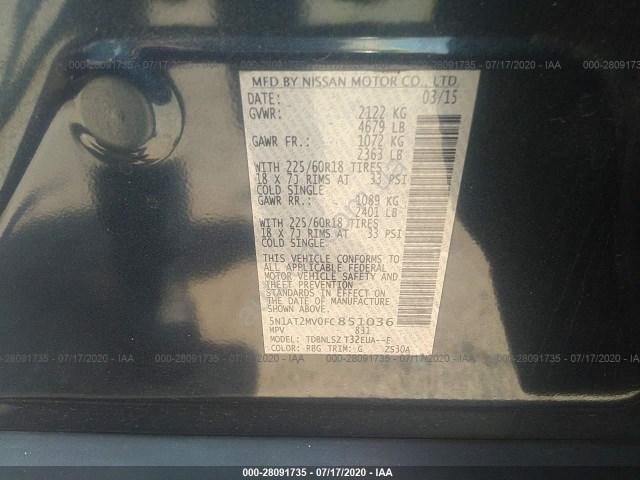 000-28091735 - 07/17/2020 - IAA
MFD BY NISSAN MOTOR CO., LTD.
DATE: 03/15
GVWR: 2122 KG
4679 LB
GAWR FR.: 1072 KG
2363 LB
WITH 225/60R18 TIRES
18 X 7J RIMS AT 33 PSI
COLD SINGLE
GAWR RR.: 1089 KG
2401 LB
WITH 225/60R18 TIRES
18 X 7J RIMS AT 33 PSI
COLD SINGLE
THIS VEHICLE CONFORMS TO
ALL APPLICABLE FEDERAL
MOTOR VEHICLE SAFETY AND
THEFT PREVENTION
STANDARDS IN EFFECT ON
THE DATE OF MANUFACTURE
SHOWN ABOVE.
5N1AT2MV0FC851036
MPV 831
MODEL: TDBNLSZ T32EUA--E
COLOR: RBG TRIM: G 2530A
000-28091735 - 07/17/2020 - IAA
000-28091735 - 07/17/2020 - IAA
000-28091735 - 07/17/2020 - IAA
000-28091735 - 07/17/2020 - IAA
000-28091735 - 07/17/2020 - IAA
000-28091735 - 07/17/2020 - IAA